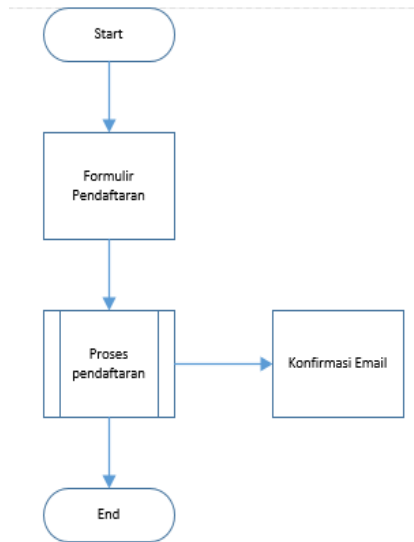 Start
Formulir
Pendaftaran
Proses
pendaftaran
Konfirmasi Email
End